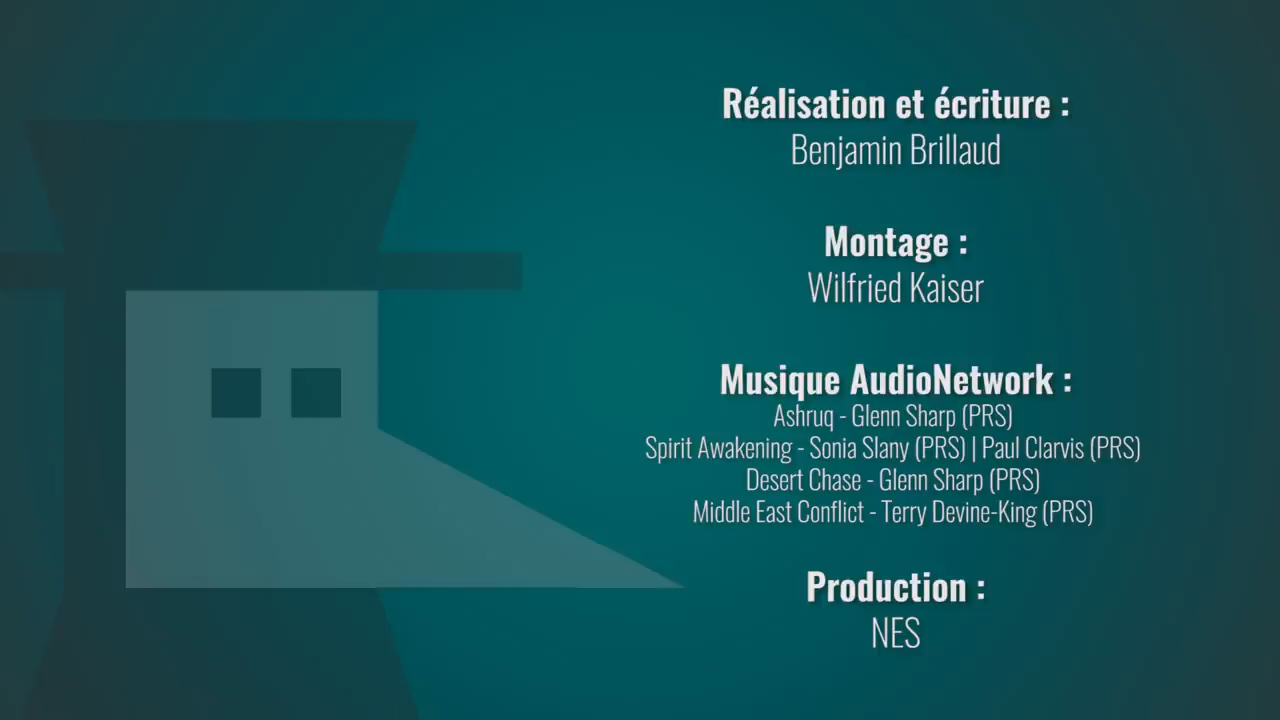 Réalisation et écriture :
Benjamin Brillaud
Montage :
Wilfried Kaiser
Musique AudioNetwork :
Ashruq - Glenn Sharp (PRS)
Spirit Awakening - Sonia Slany (PRS) | Paul Clarvis (PRS)
Desert Chase - Glenn Sharp (PRS)
Middle East Conflict - Terry Devine-King (PRS)
Production :
NES